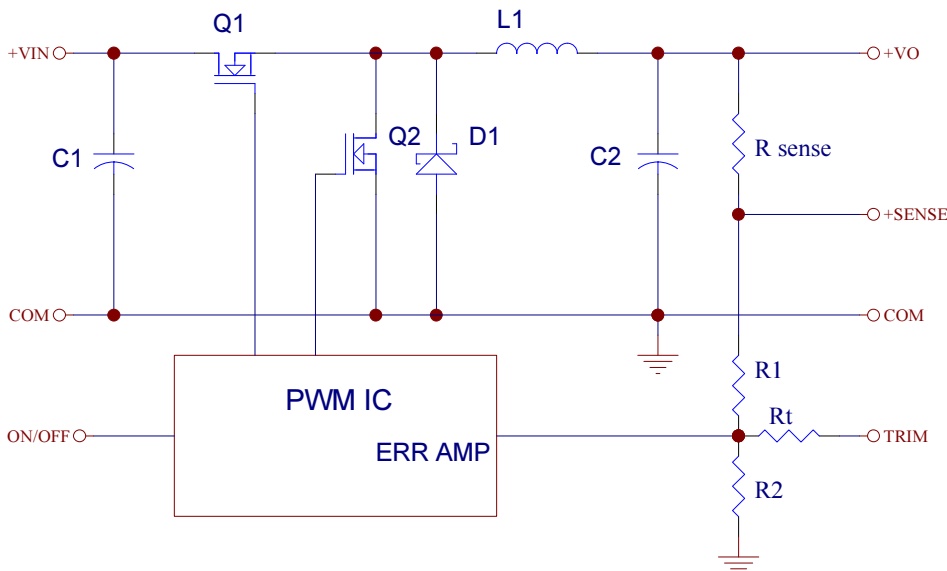 Q1
L1
+VIN
+VO
C1
Q2
D1
C2
R sense
+SENSE
COM
COM
PWM IC
R1
Rt
ON/OFF
ERR AMP
TRIM
R2